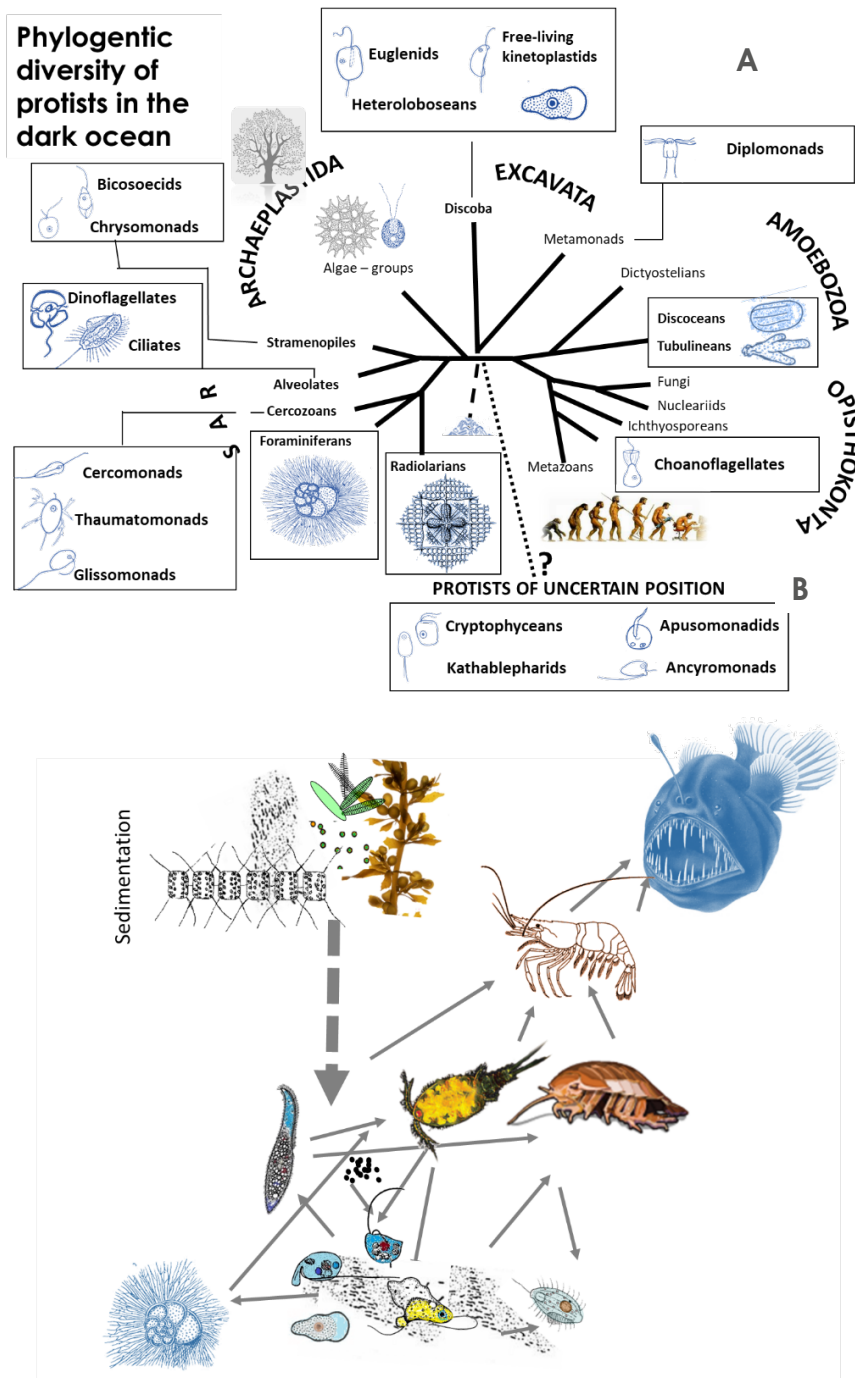 Phylogentic
diversity of
protists in the
dark ocean
A
Euglenids
Free-living
kinetoplastids
Heteroloboseans
Diplomonads
Bicosoecids
Chrysomonads
ARCHAEPLASTIDA
EXCAVATA
AMOEBOZOA
Discoba
Metamonads
Algae – groups
Dictyostelians
Dinoflagellates
Ciliates
Discoceans
Tubulineans
Stramenopiles
Alveolates
Cercozoans
S A R
Fungi
Nucleariids
Ichthyosporeans
OPISTHOKONTA
Foraminiferans
Radiolarians
Metazoans
Choanoflagellates
Cercomonads
Thaumatomonads
Glissomonads
?
PROTISTS OF UNCERTAIN POSITION
B
Cryptophyceans
Apusomonadids
Kathablepharids
Ancyromonads
Sedimentation